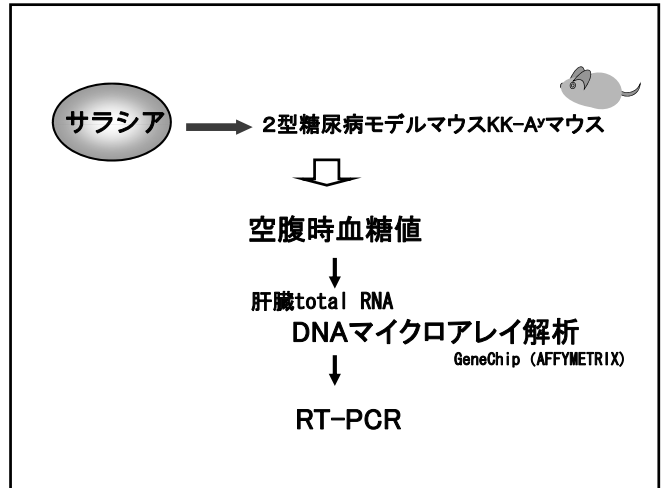 サラシア
２型糖尿病モデルマウスKK-Aʸマウス
空腹時血糖値
肝臓total RNA
DNAマイクロアレイ解析
GeneChip (AFFYMETRIX)
RT-PCR